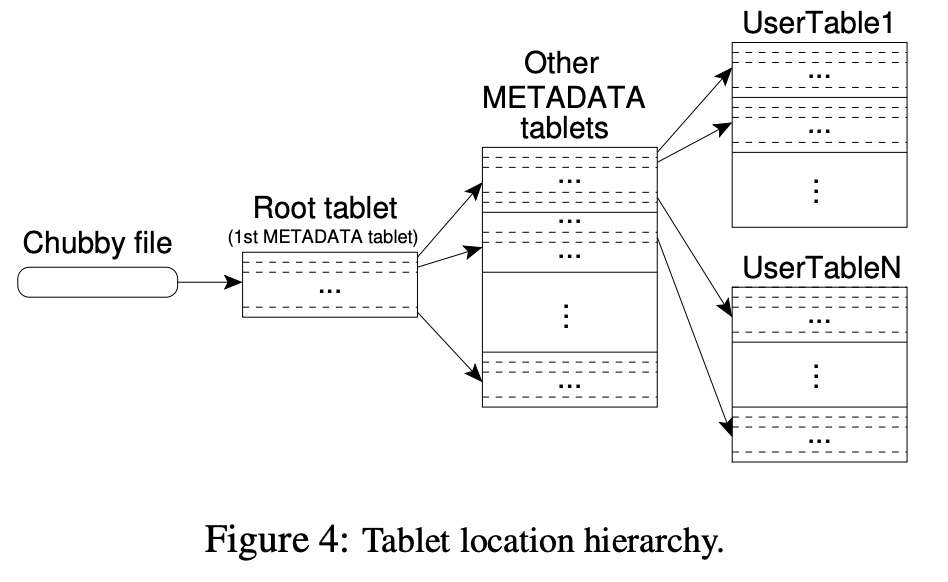 UserTable1
...
...
⋮
Other
METADATA
tablets
...
...
...
⋮
...
Root tablet
(1st METADATA tablet)
...
Chubby file
UserTableN
...
⋮
...
Figure 4: Tablet location hierarchy.